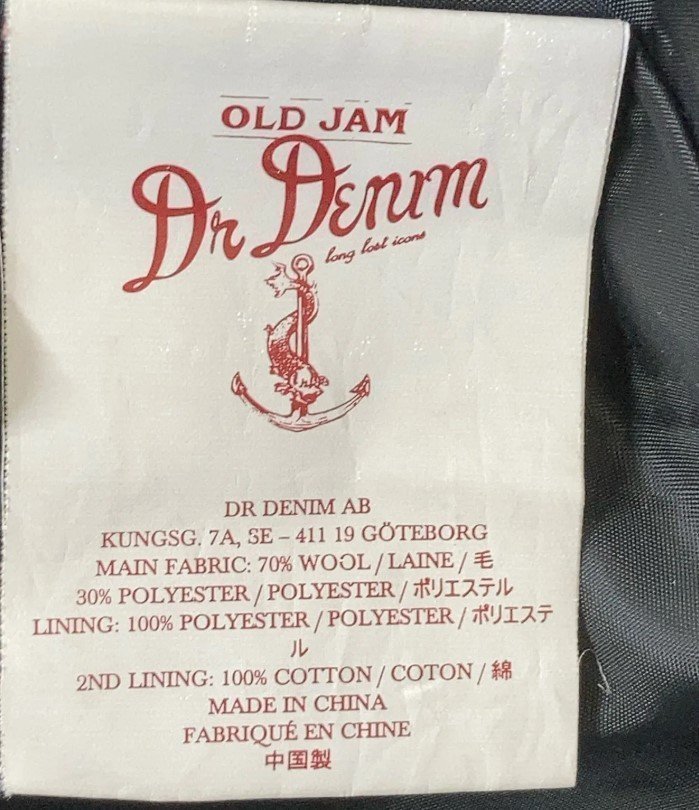 OLD JAM
Dr Denim
long lost icons
DR DENIM AB
KUNGSG. 7A, SE – 411 19 GÖTEBORG
MAIN FABRIC: 70% WOOL / LAINE / 毛
30% POLYESTER / POLYESTER / ポリエステル
LINING: 100% POLYESTER / POLYESTER / ポリエステ
ル
2ND LINING: 100% COTTON / COTON / 綿
MADE IN CHINA
FABRIQUÉ EN CHINE
中国製